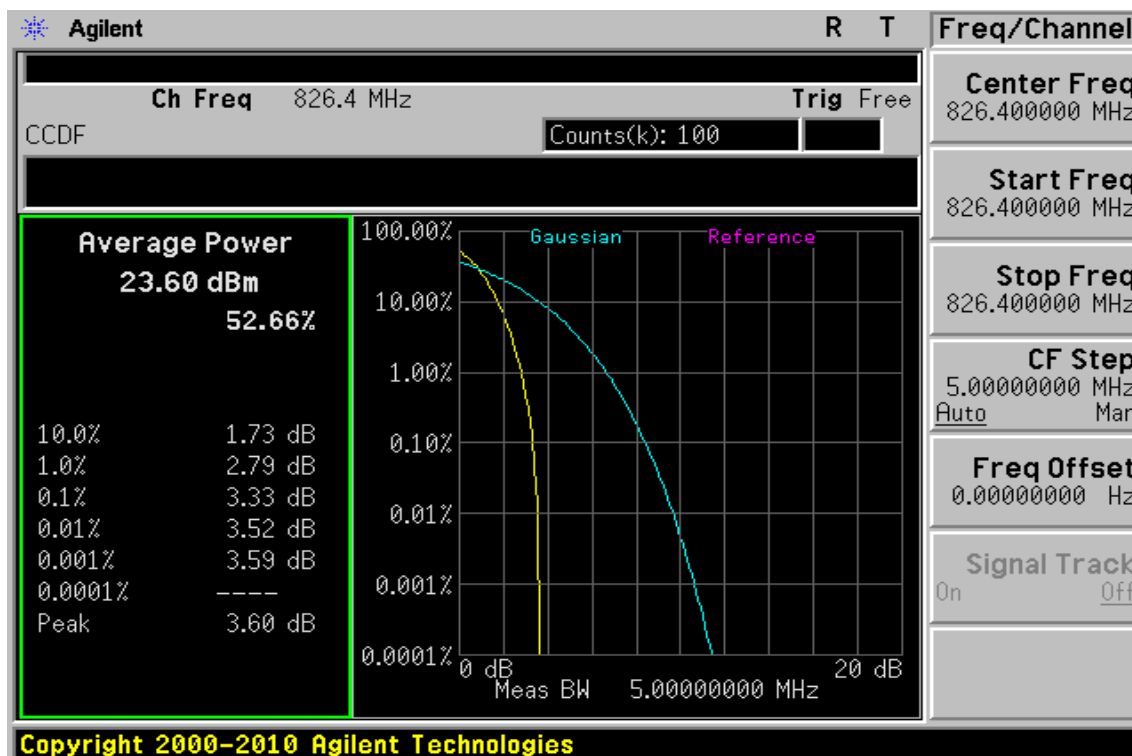 Agilent R T Freq/Channel
Ch Freq 826.4 MHz Trig Free
CCDF Counts(k): 100
Center Freq
826.400000 MHz
Start Freq
826.400000 MHz
Stop Freq
826.400000 MHz
CF Step
5.00000000 MHz
Auto Man
Freq Offset
0.00000000 Hz
Signal Track
On Off
Average Power
23.60 dBm
52.66%
10.0% 1.73 dB
1.0% 2.79 dB
0.1% 3.33 dB
0.01% 3.52 dB
0.001% 3.59 dB
0.0001% ----
Peak 3.60 dB
Gaussian Reference
100.00%
10.00%
1.00%
0.10%
0.01%
0.001%
0.0001%
0 dB 20 dB
Meas BW 5.00000000 MHz
Copyright 2000-2010 Agilent Technologies